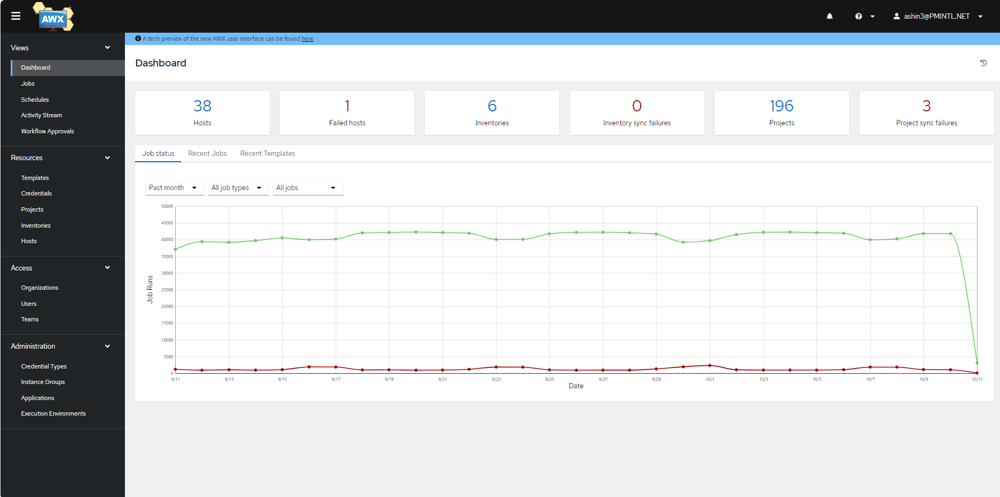 AWX
ashin3@PMINTL.NET
A tech preview of the new AWX user interface can be found here.
Views
Dashboard
Jobs
Schedules
Activity Stream
Workflow Approvals
Resources
Templates
Credentials
Projects
Inventories
Hosts
Access
Organizations
Users
Teams
Administration
Credential Types
Instance Groups
Applications
Execution Environments
Dashboard
38
Hosts
1
Failed hosts
6
Inventories
0
Inventory sync failures
196
Projects
3
Project sync failures
Job status Recent Jobs Recent Templates
Past month All job types All jobs
50000
45000
40000
35000
30000
25000
20000
15000
10000
5000
0
Job Runs
9/11 9/13 9/15 9/17 9/19 9/21 9/23 9/25 9/27 9/29 10/1 10/3 10/5 10/7 10/9 10/11
Date